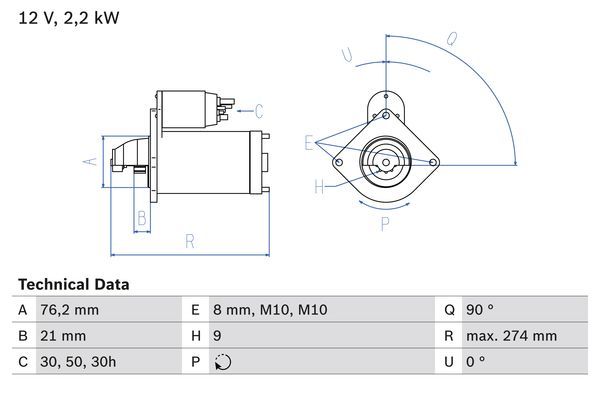 12 V, 2,2 kW
Q
U
C
A
E
H
B
R
P
Technical Data
A 76,2 mm E 8 mm, M10, M10 Q 90 °
B 21 mm H 9 R max. 274 mm
C 30, 50, 30h P U 0 °